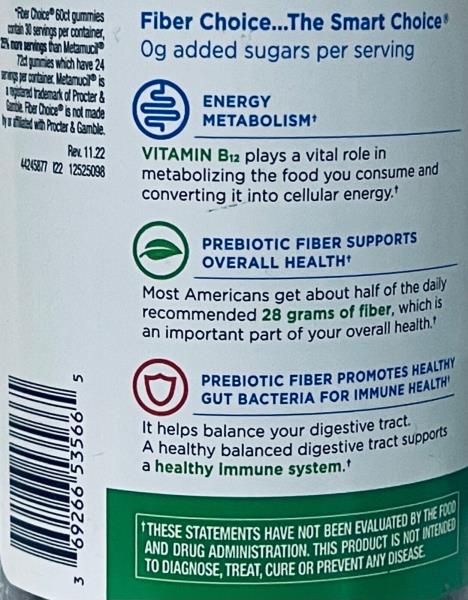 *Fiber Choice® 60ct gummies
contain 30 servings per container,
25% more servings than Metamucil®
72ct gummies which have 24
servings per container. Metamucil® is
a registered trademark of Procter &
Gamble. Fiber Choice® is not made
by or affiliated with Procter & Gamble.
Rev. 11.22
44245877 122 12525098
Fiber Choice...The Smart Choice®
0g added sugars per serving
ENERGY
METABOLISM†
VITAMIN B12 plays a vital role in
metabolizing the food you consume and
converting it into cellular energy.†
PREBIOTIC FIBER SUPPORTS
OVERALL HEALTH†
Most Americans get about half of the daily
recommended 28 grams of fiber, which is
an important part of your overall health.†
PREBIOTIC FIBER PROMOTES HEALTHY
GUT BACTERIA FOR IMMUNE HEALTH†
It helps balance your digestive tract.
A healthy balanced digestive tract supports
a healthy immune system.†
3 69266 53566 5
†THESE STATEMENTS HAVE NOT BEEN EVALUATED BY THE FOOD
AND DRUG ADMINISTRATION. THIS PRODUCT IS NOT INTENDED
TO DIAGNOSE, TREAT, CURE OR PREVENT ANY DISEASE.